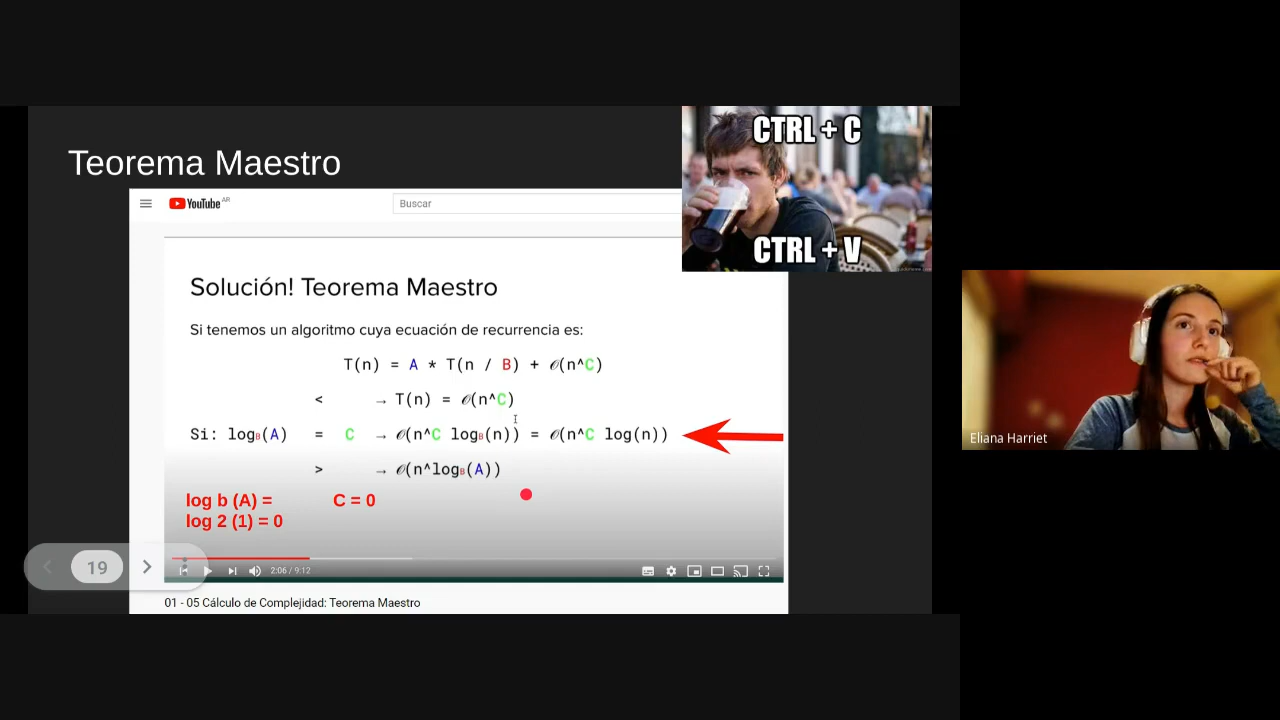 Teorema Maestro
CTRL + C
CTRL + V
YouTube AR
Buscar
Solución! Teorema Maestro
Si tenemos un algoritmo cuya ecuación de recurrencia es:
T(n) = A * T(n / B) + 𝒪(n^C)
< → T(n) = 𝒪(n^C)
Si: logB(A) = C → 𝒪(n^C logB(n)) = 𝒪(n^C log(n))
> → 𝒪(n^logB(A))
log b (A) = C = 0
log 2 (1) = 0
19
2:06 / 9:12
01 - 05 Cálculo de Complejidad: Teorema Maestro
Eliana Harriet